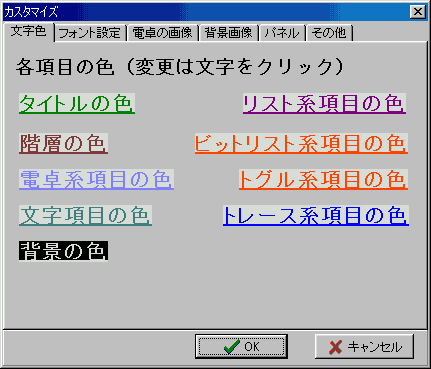 カスタマイズ
文字色 フォント設定 電卓の画像 背景画像 パネル その他
各項目の色（変更は文字をクリック）
タイトルの色 リスト系項目の色
階層の色 ビットリスト系項目の色
電卓系項目の色 トグル系項目の色
文字項目の色 トレース系項目の色
背景の色
OK キャンセル